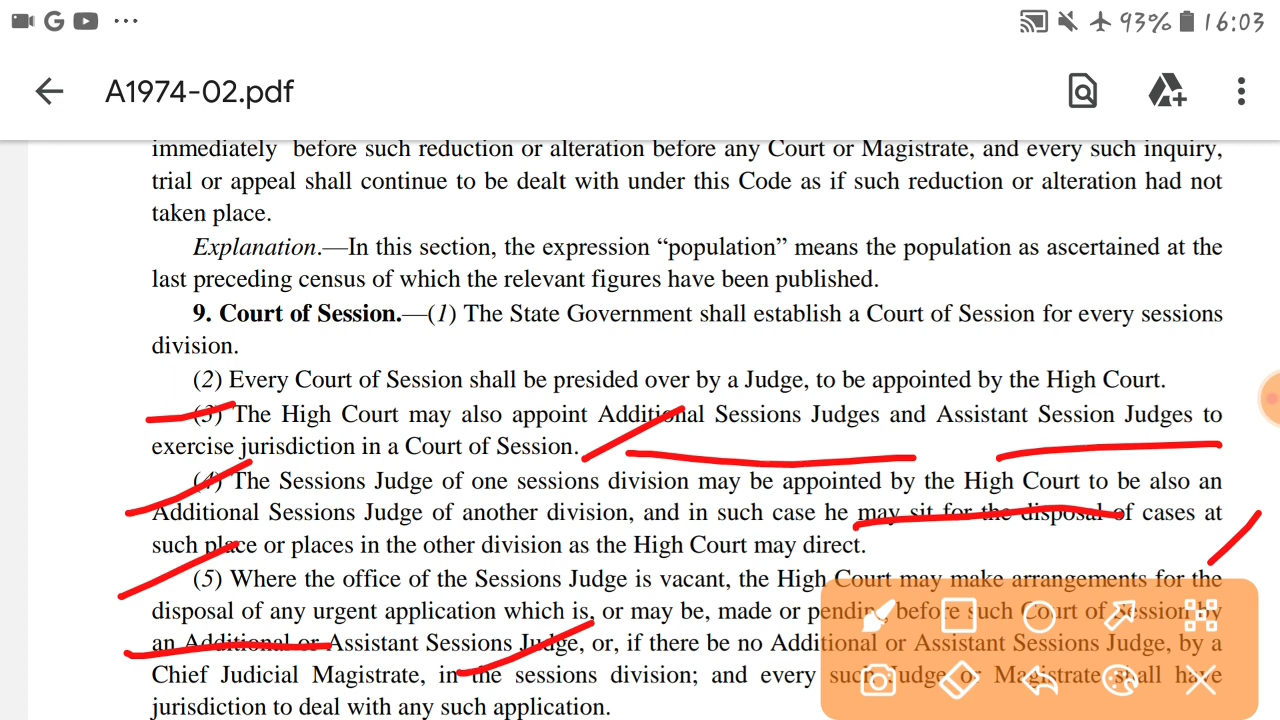 93% 16:03
A1974-02.pdf
immediately before such reduction or alteration before any Court or Magistrate, and every such inquiry,
trial or appeal shall continue to be dealt with under this Code as if such reduction or alteration had not
taken place.
Explanation.—In this section, the expression “population” means the population as ascertained at the
last preceding census of which the relevant figures have been published.
9. Court of Session.—(1) The State Government shall establish a Court of Session for every sessions
division.
(2) Every Court of Session shall be presided over by a Judge, to be appointed by the High Court.
(3) The High Court may also appoint Additional Sessions Judges and Assistant Session Judges to
exercise jurisdiction in a Court of Session.
(4) The Sessions Judge of one sessions division may be appointed by the High Court to be also an
Additional Sessions Judge of another division, and in such case he may sit for the disposal of cases at
such place or places in the other division as the High Court may direct.
(5) Where the office of the Sessions Judge is vacant, the High Court may make arrangements for the
disposal of any urgent application which is, or may be, made or pending before such Court of Session by
an Additional or Assistant Sessions Judge, or, if there be no Additional or Assistant Sessions Judge, by a
Chief Judicial Magistrate, in the sessions division; and every such Judge or Magistrate shall have
jurisdiction to deal with any such application.